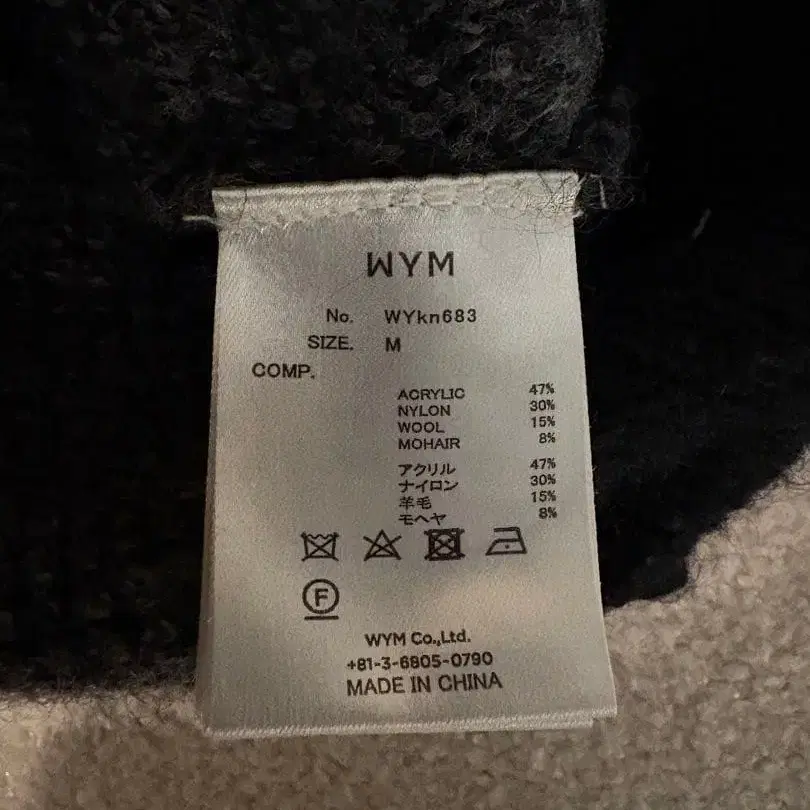 WYM
No. WYkn683
SIZE. M
COMP.
ACRYLIC 47%
NYLON 30%
WOOL 15%
MOHAIR 8%
アクリル 47%
ナイロン 30%
羊毛 15%
モヘヤ 8%
F
WYM Co.,Ltd.
+81-3-6805-0790
MADE IN CHINA